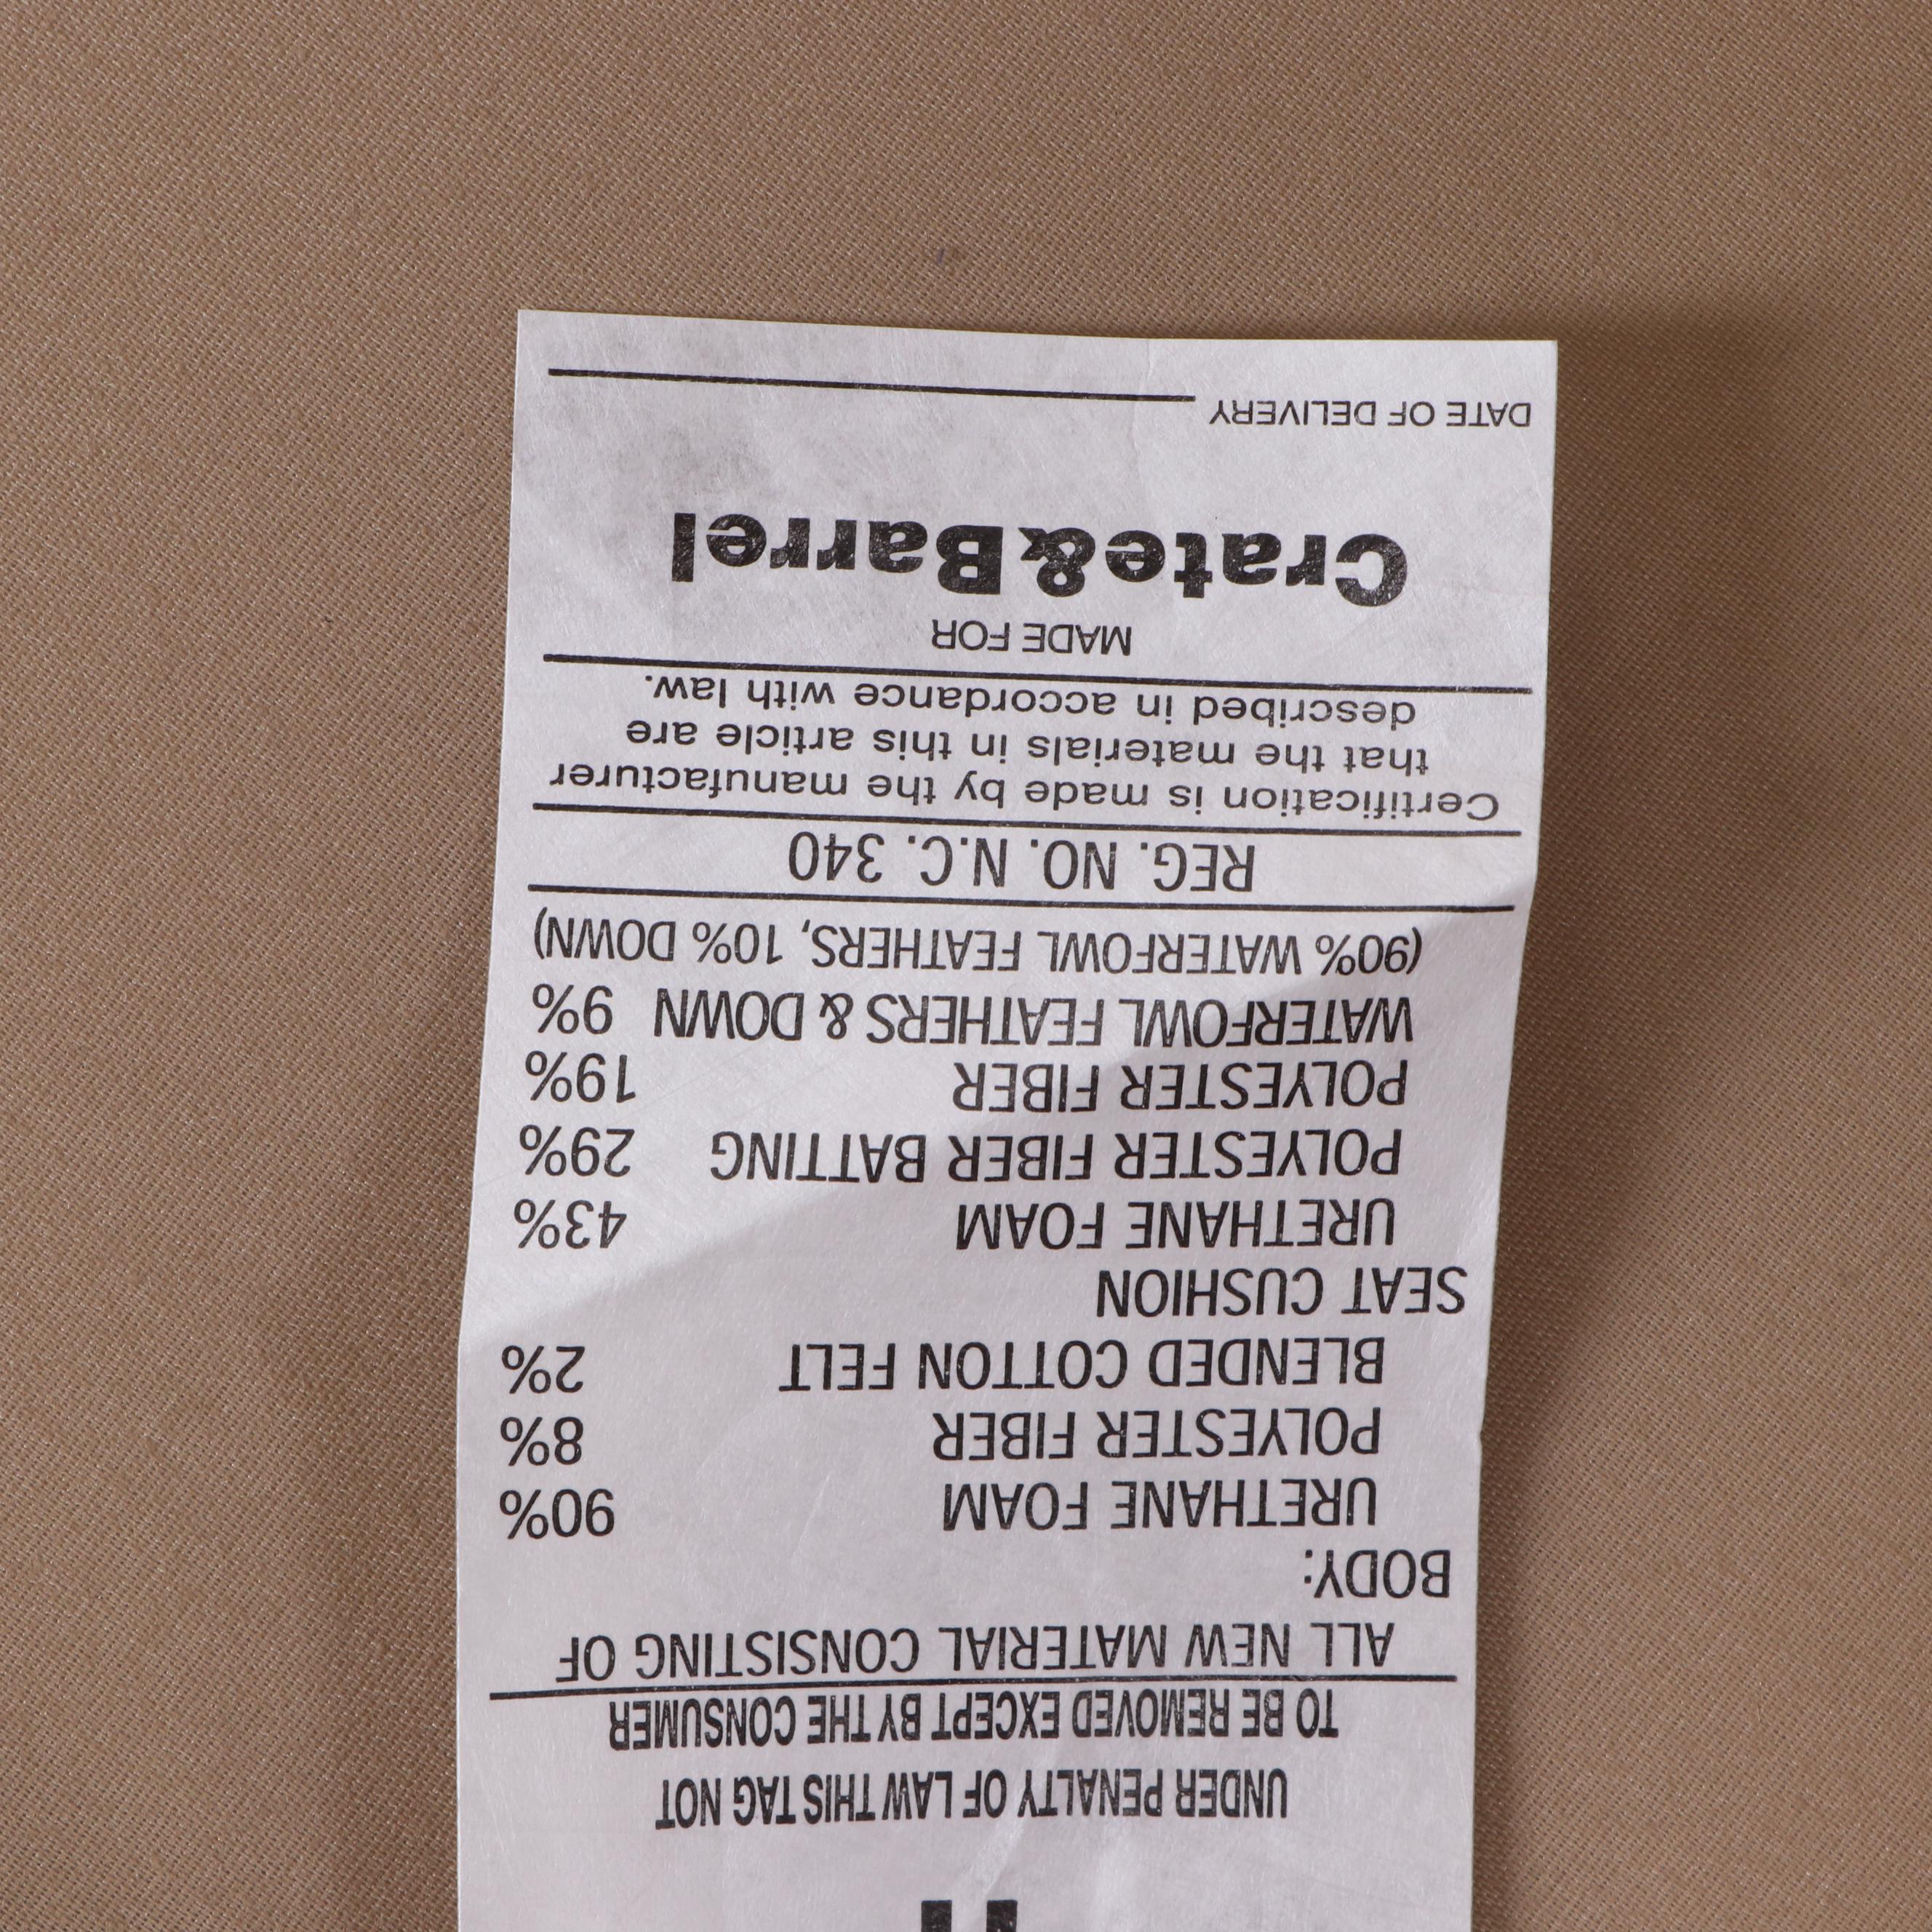 UNDER PENALTY OF LAW THIS TAG NOT
TO BE REMOVED EXCEPT BY THE CONSUMER
ALL NEW MATERIAL CONSISTING OF
BODY:
URETHANE FOAM 90%
POLYESTER FIBER 8%
BLENDED COTTON FELT 2%
SEAT CUSHION
URETHANE FOAM 43%
POLYESTER FIBER BATTING 29%
POLYESTER FIBER 19%
WATERFOWL FEATHERS & DOWN 9%
(90% WATERFOWL FEATHERS, 10% DOWN)
REG. NO. N.C. 340
Certification is made by the manufacturer
that the materials in this article are
described in accordance with law.
MADE FOR
Crate&Barrel
DATE OF DELIVERY